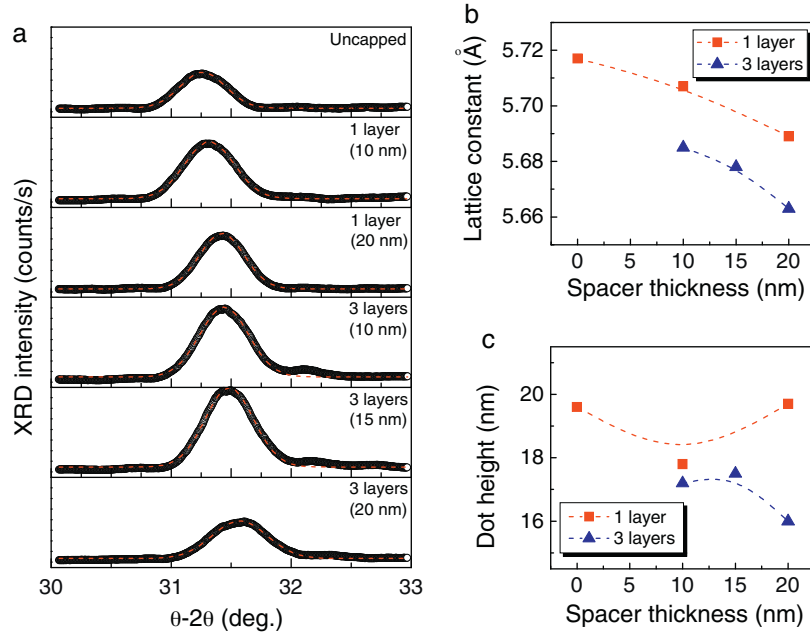 a
XRD intensity (counts/s)
Uncapped
1 layer
(10 nm)
1 layer
(20 nm)
3 layers
(10 nm)
3 layers
(15 nm)
3 layers
(20 nm)
30 31 32 33
θ-2θ (deg.)
b
Lattice constant (Å)
5.72
5.70
5.68
5.66
1 layer
3 layers
0 5 10 15 20
Spacer thickness (nm)
c
Dot height (nm)
20
18
16
1 layer
3 layers
0 5 10 15 20
Spacer thickness (nm)